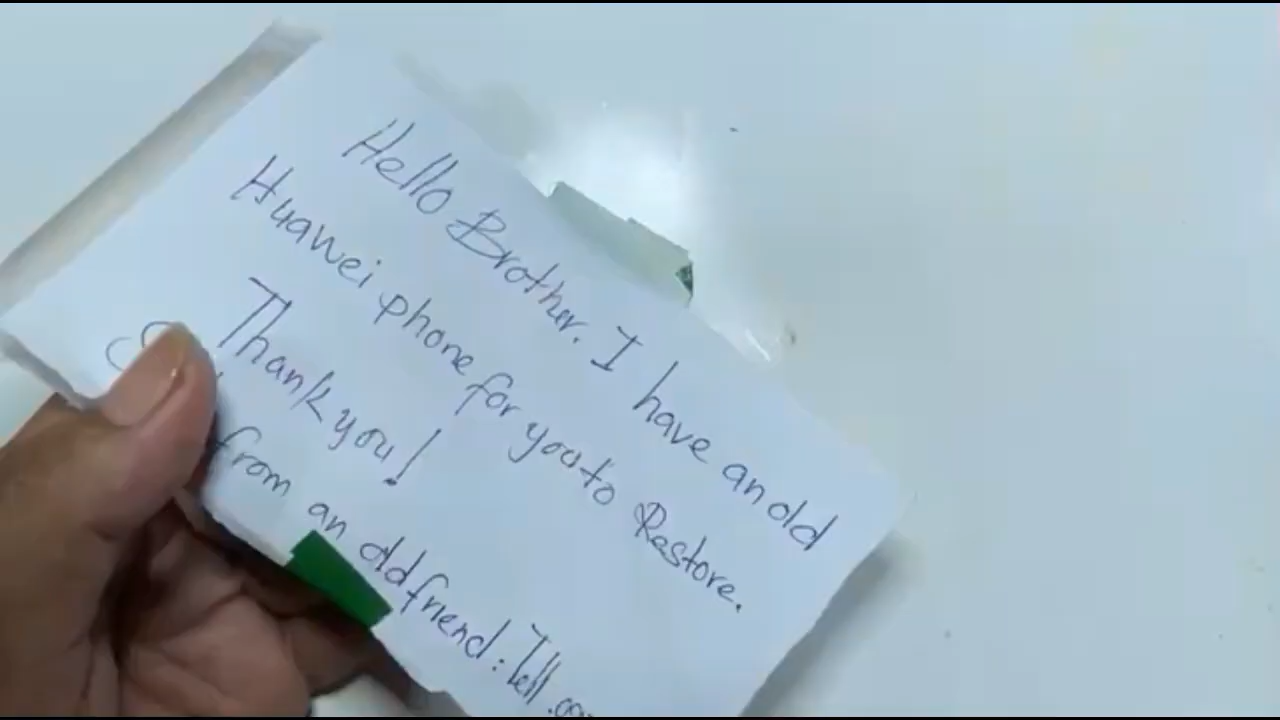 Hello Brother. I have an old
Huawei phone for you to Restore.
Thank you!
from an old friend: